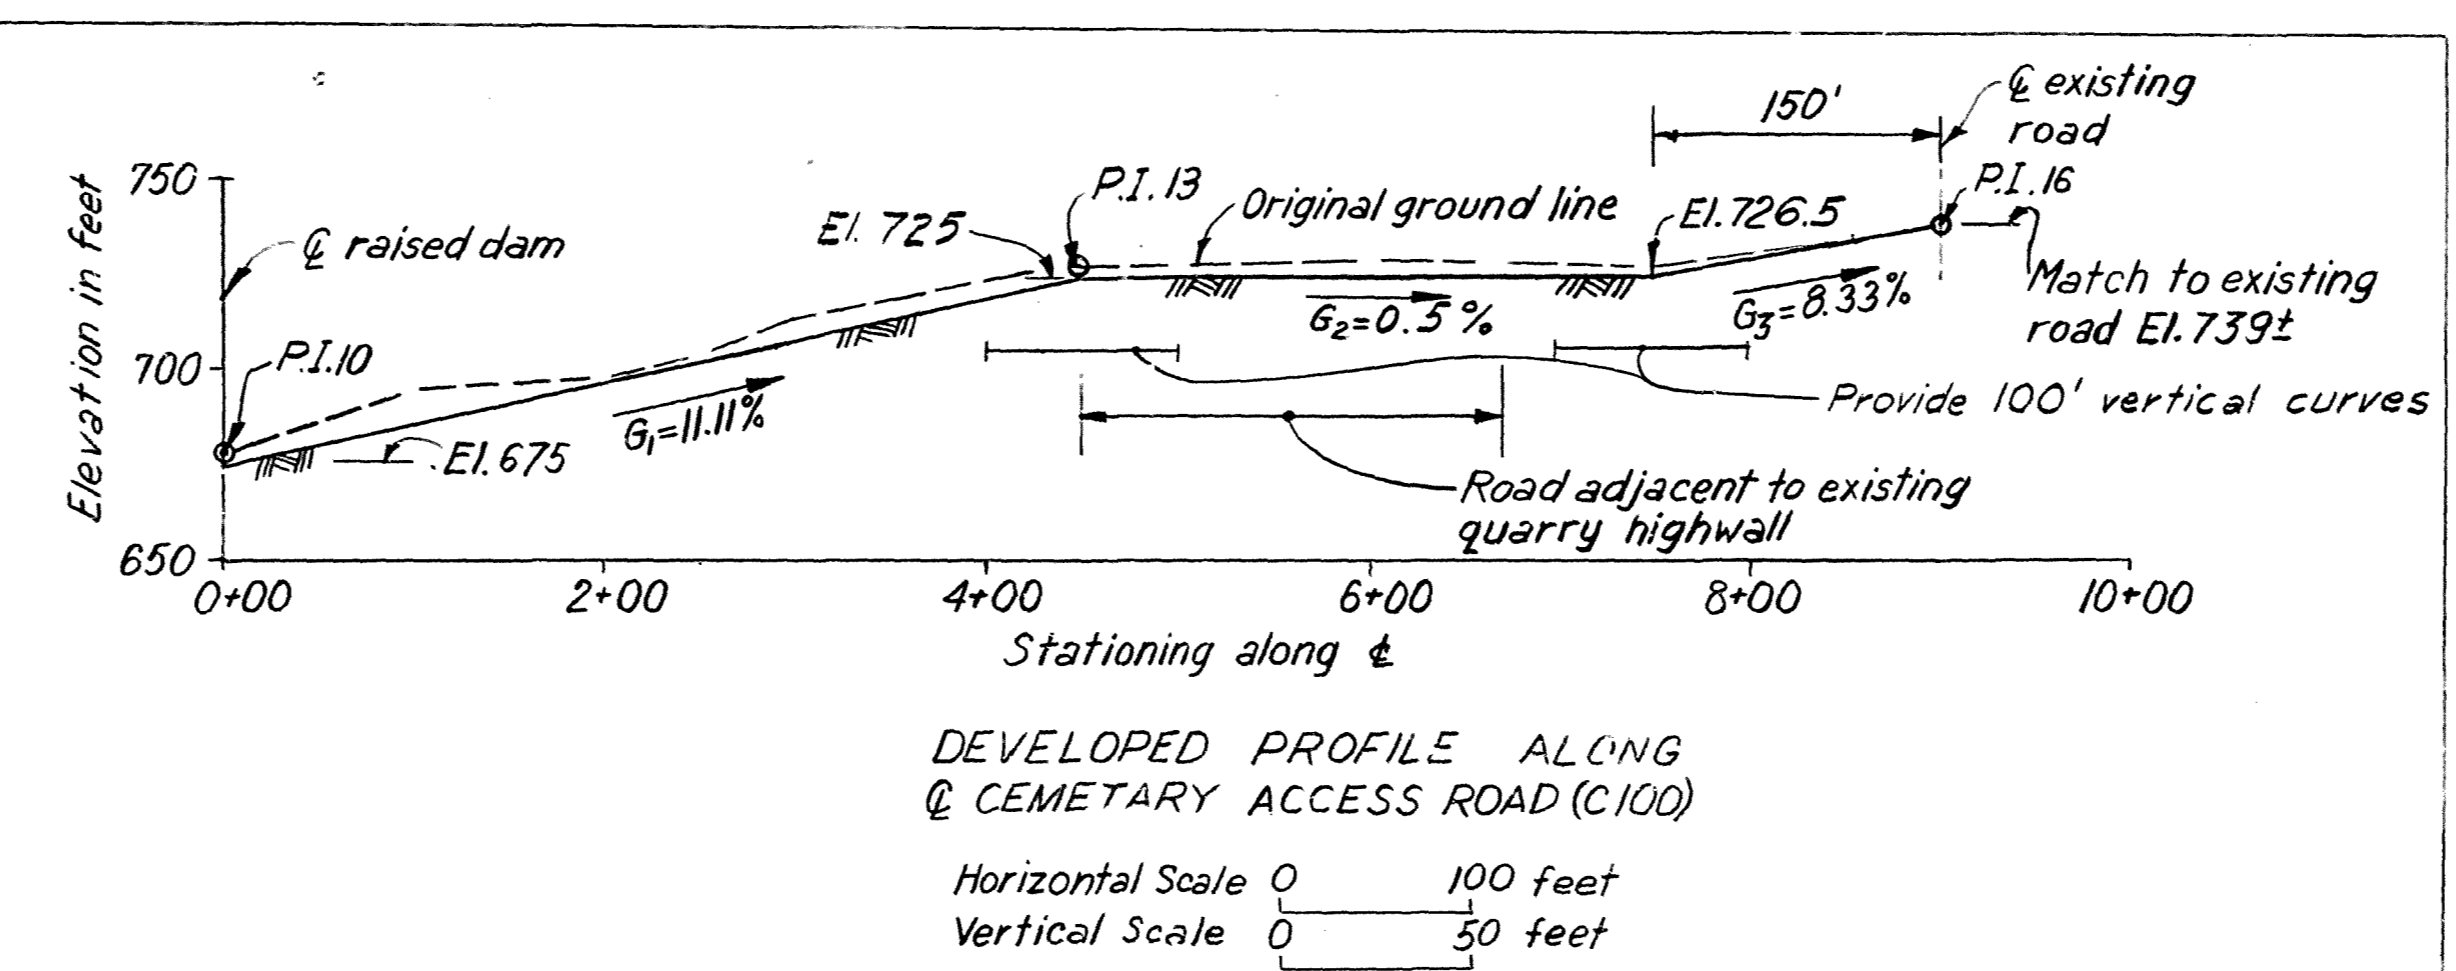 ℄ existing
road
150'
P.I. 16
P.I. 13
750
Original ground line
El. 726.5
El. 725
℄ raised dam
Elevation in feet
Match to existing
road El. 739±
G₃=8.33%
G₂=0.5%
700
P.I. 10
G₁=11.11%
Provide 100' vertical curves
El. 675
Road adjacent to existing
quarry highwall
650
0+00 2+00 4+00 6+00 8+00 10+00
Stationing along ℄
DEVELOPED PROFILE ALONG
℄ CEMETARY ACCESS ROAD (C100)
Horizontal Scale 0 100 feet
Vertical Scale 0 50 feet